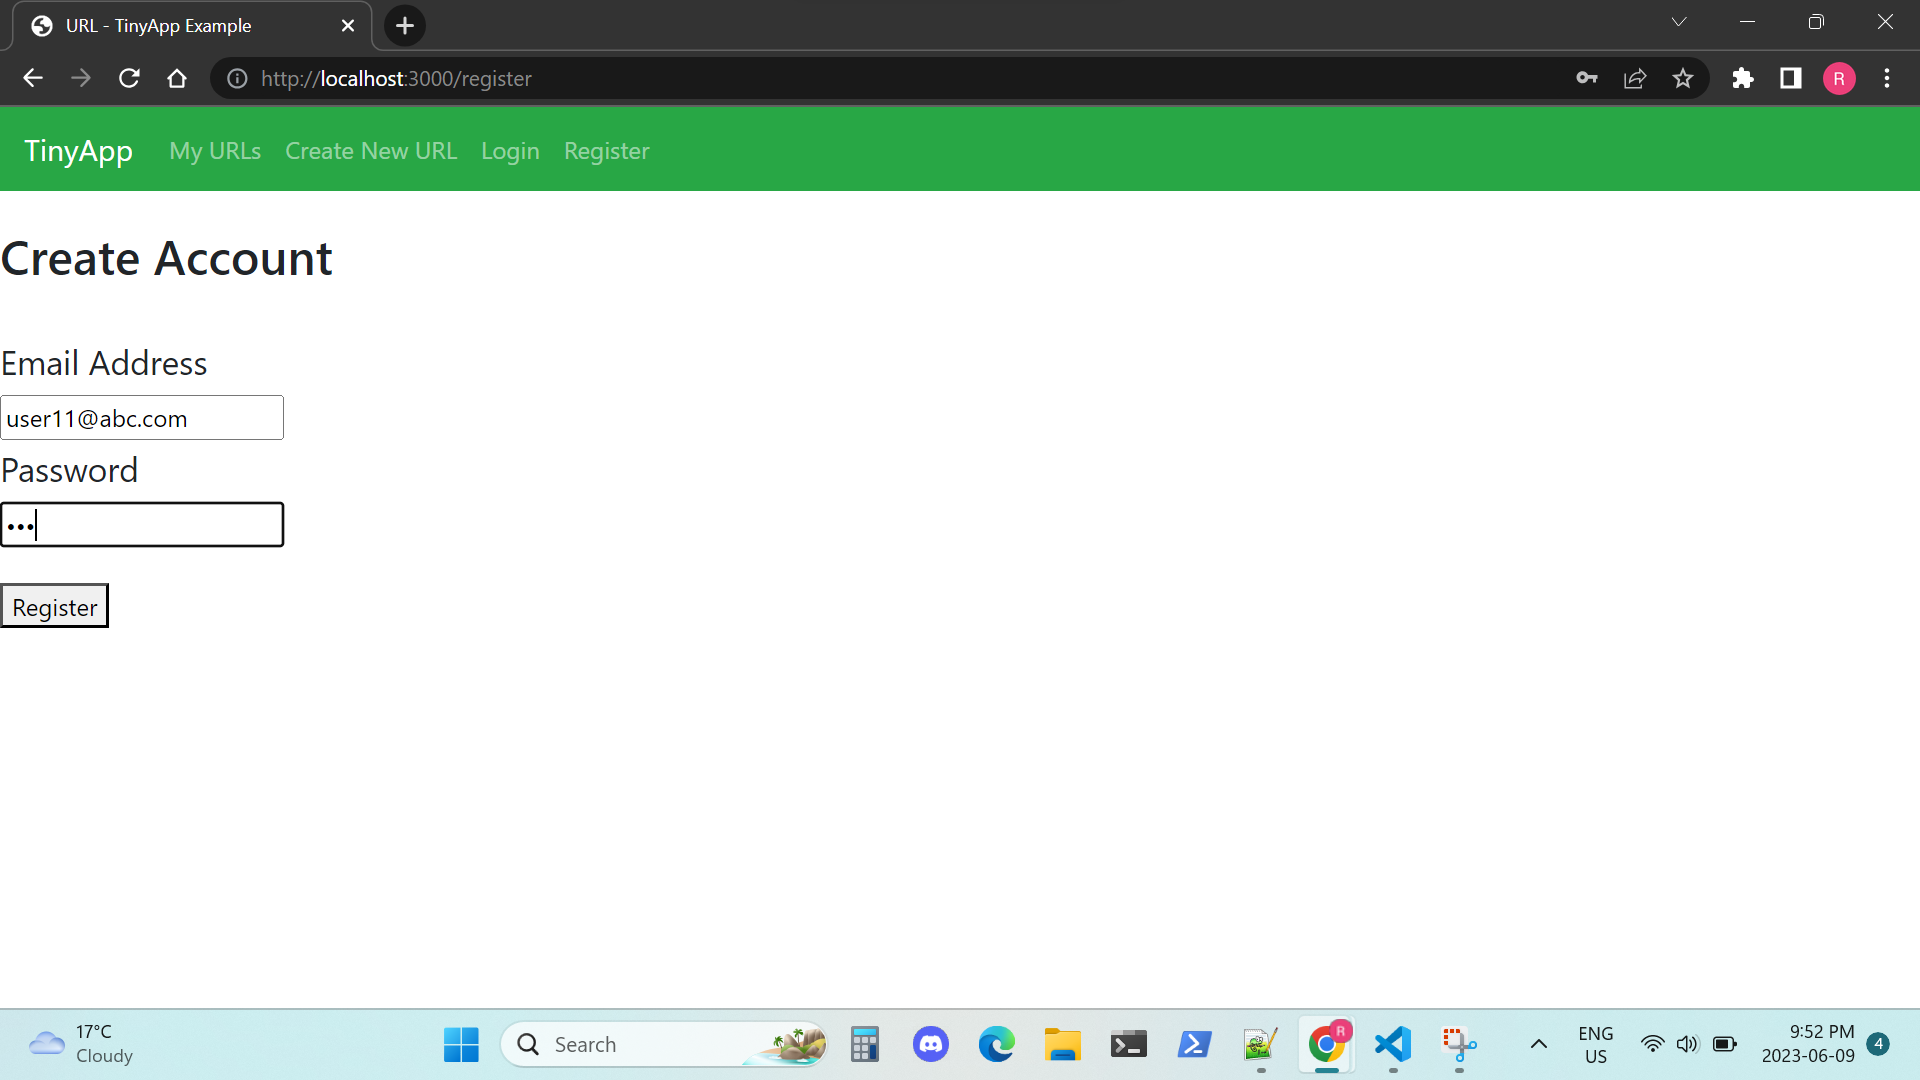 URL - TinyApp Example
http://localhost:3000/register
R
TinyApp My URLs Create New URL Login Register
Create Account
Email Address
user11@abc.com
Password
•••
Register
17°C
Cloudy
Search
R
ENG
US
9:52 PM
2023-06-09
4